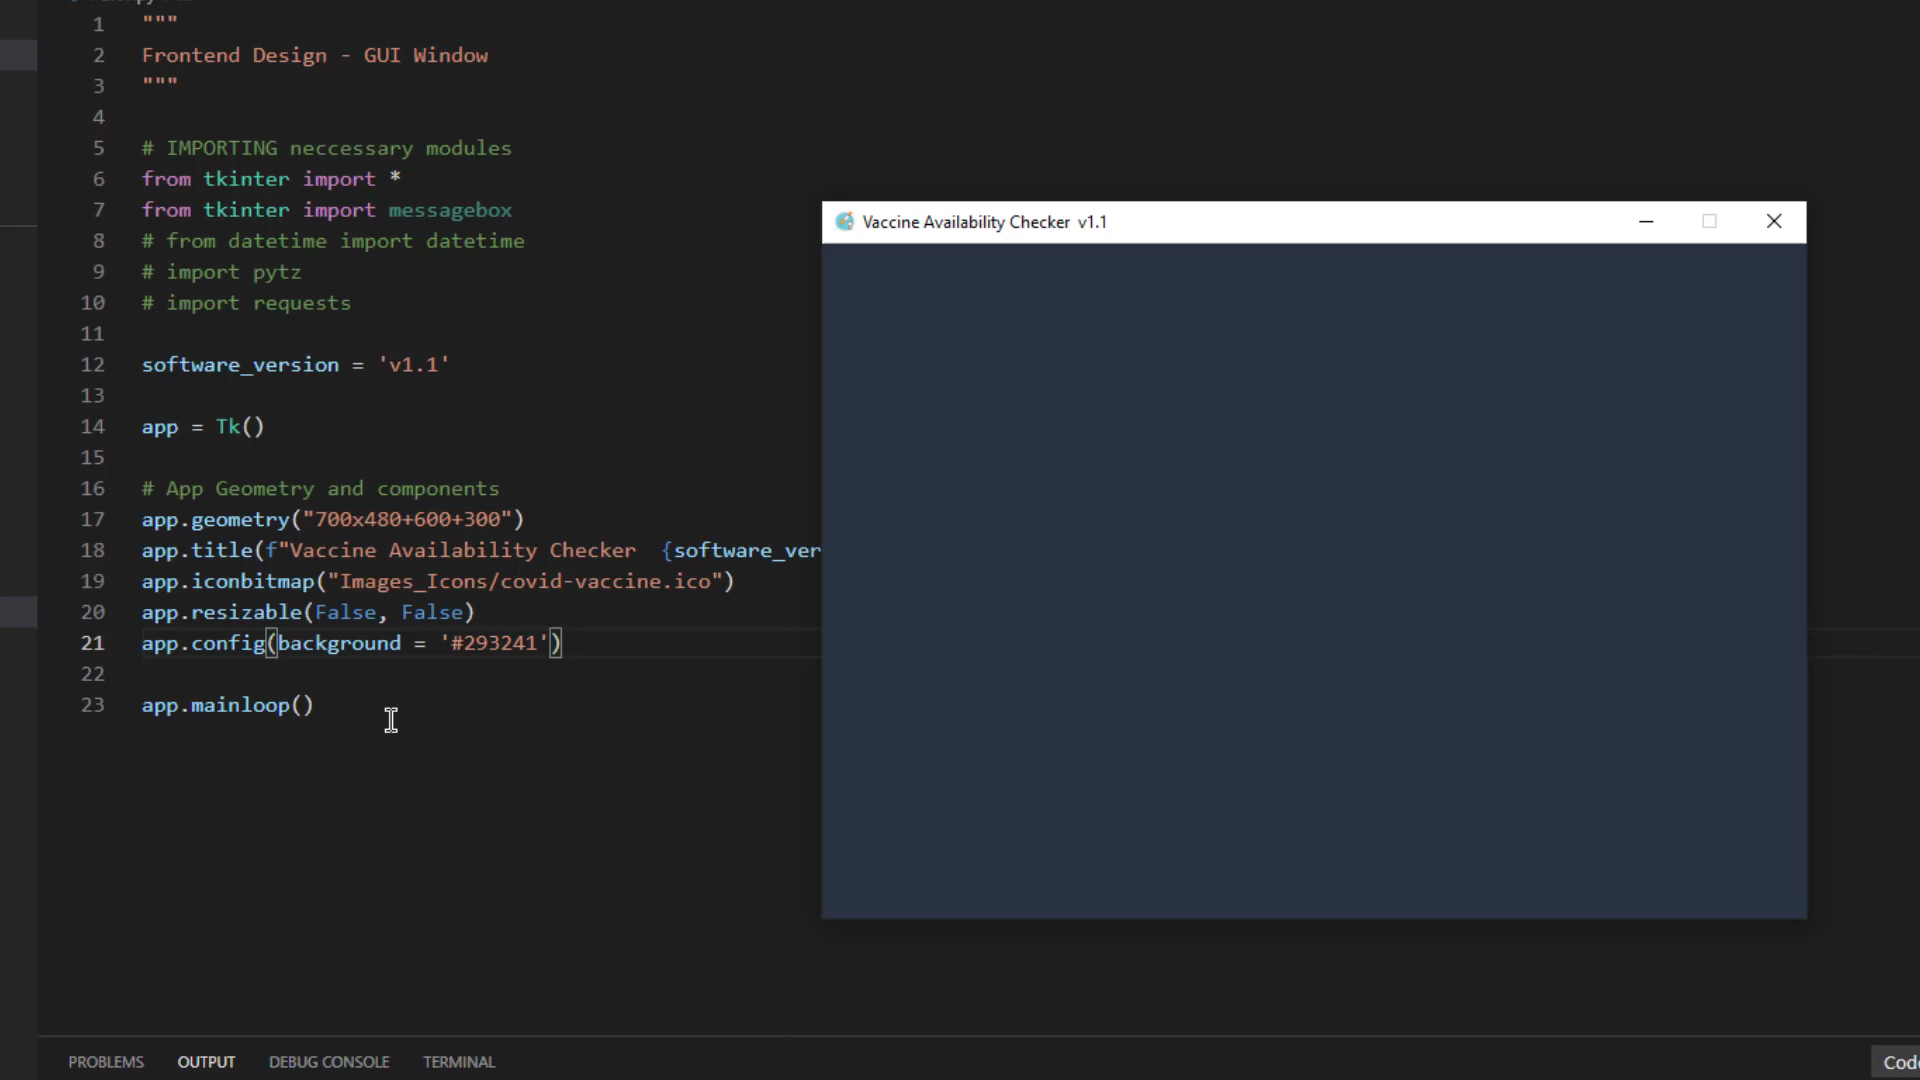 1 """
2 Frontend Design - GUI Window
3 """
4
5 # IMPORTING neccessary modules
6 from tkinter import *
7 from tkinter import messagebox
8 # from datetime import datetime
9 # import pytz
10 # import requests
11
12 software_version = 'v1.1'
13
14 app = Tk()
15
16 # App Geometry and components
17 app.geometry("700x480+600+300")
18 app.title(f"Vaccine Availability Checker  {software_ver
19 app.iconbitmap("Images_Icons/covid-vaccine.ico")
20 app.resizable(False, False)
21 app.config(background = '#293241')
22
23 app.mainloop()
Vaccine Availability Checker  v1.1
PROBLEMS OUTPUT DEBUG CONSOLE TERMINAL